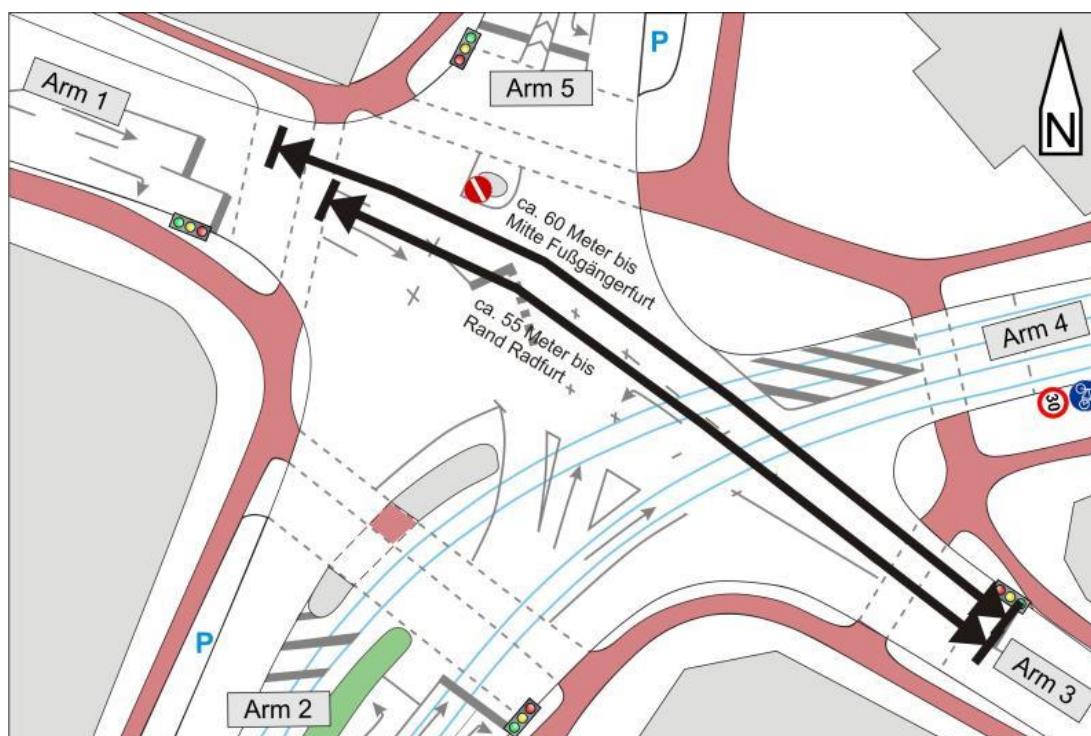 Arm 1
Arm 5
P
N
ca. 60 Meter bis
Mitte Fußgängerfurt
ca. 55 Meter bis
Rand Radfurt
Arm 4
30
P
Arm 2
Arm 3